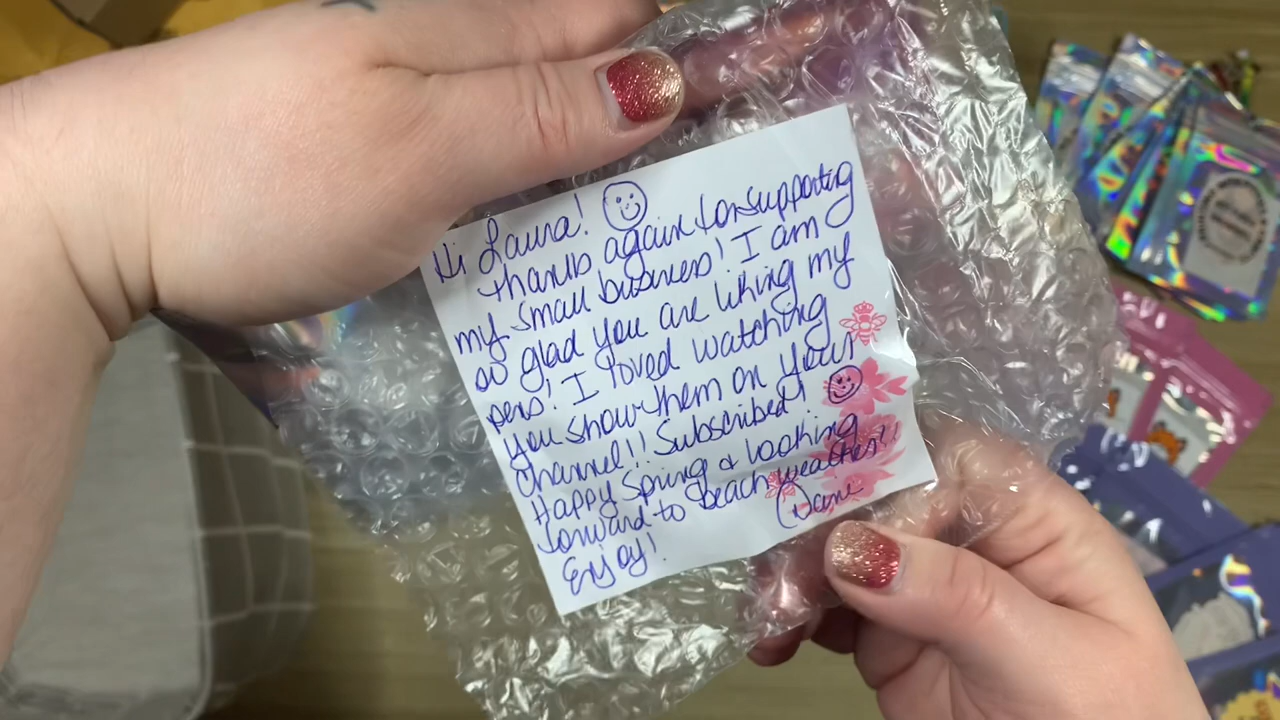 Hi Laura!
Thanks again for supporting
my small business! I am
so glad you are liking my
pens! I loved watching
you show them on your
channel!! Subscribed!
Happy Spring & looking
forward to beach weather!!
Enjoy!